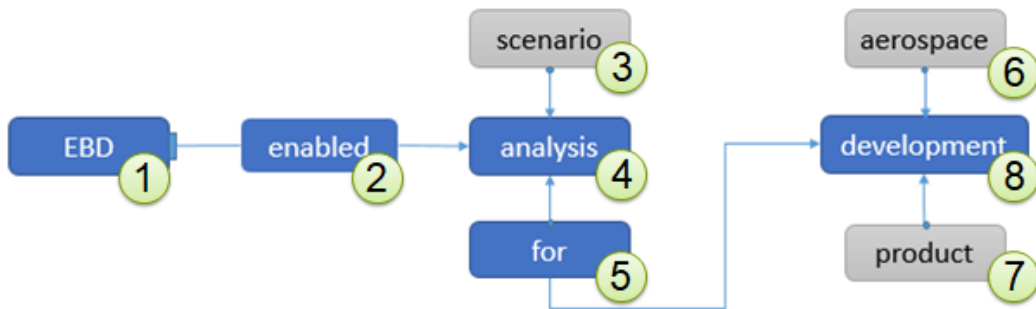 scenario
3
aerospace
6
EBD
1
enabled
2
analysis
4
development
8
for
5
product
7